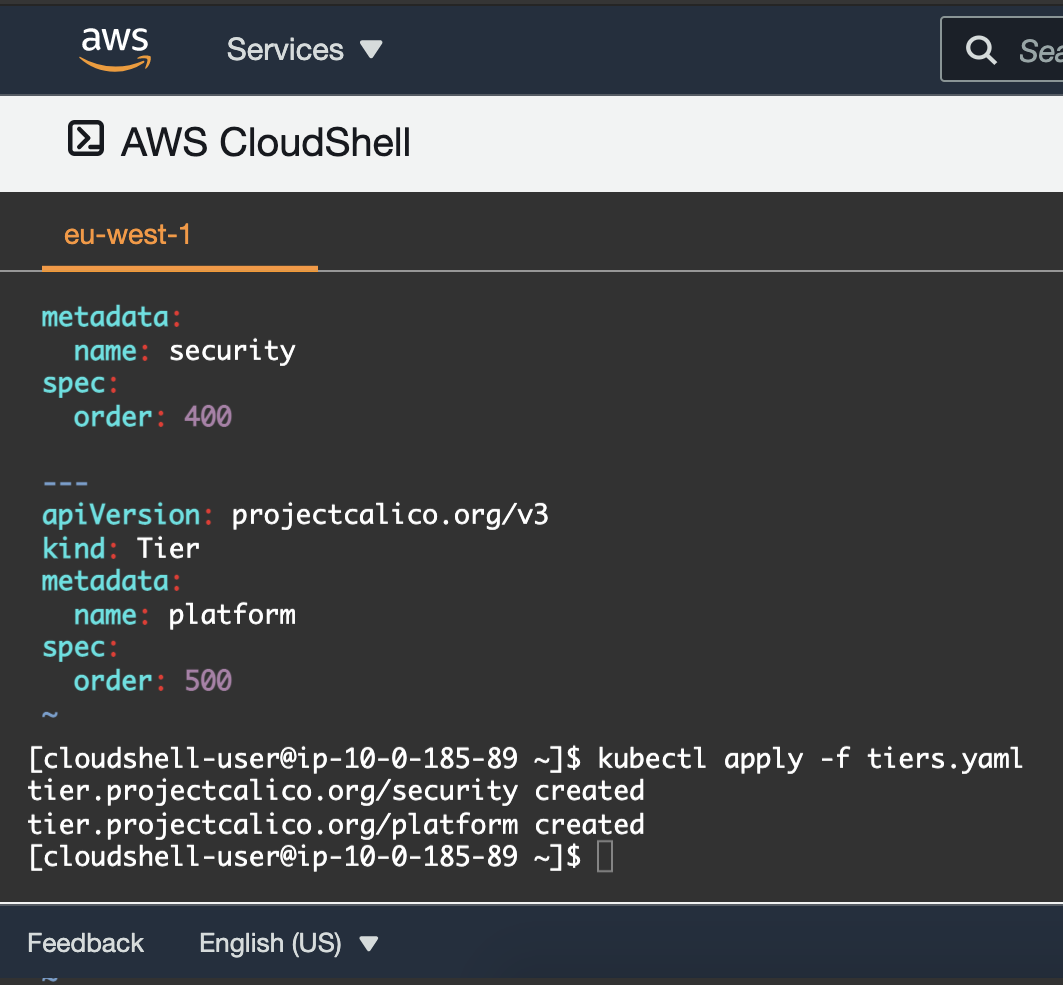 aws
Services ▼
Sea
AWS CloudShell
eu-west-1
metadata:
  name: security
spec:
  order: 400
---
apiVersion: projectcalico.org/v3
kind: Tier
metadata:
  name: platform
spec:
  order: 500
~
[cloudshell-user@ip-10-0-185-89 ~]$ kubectl apply -f tiers.yaml
tier.projectcalico.org/security created
tier.projectcalico.org/platform created
[cloudshell-user@ip-10-0-185-89 ~]$
Feedback
English (US) ▼
~